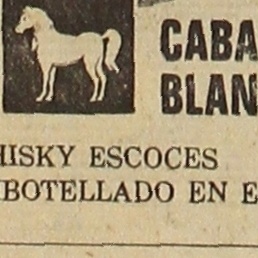 CABA
BLAN
HISKY ESCOCES
BOTELLADO EN E